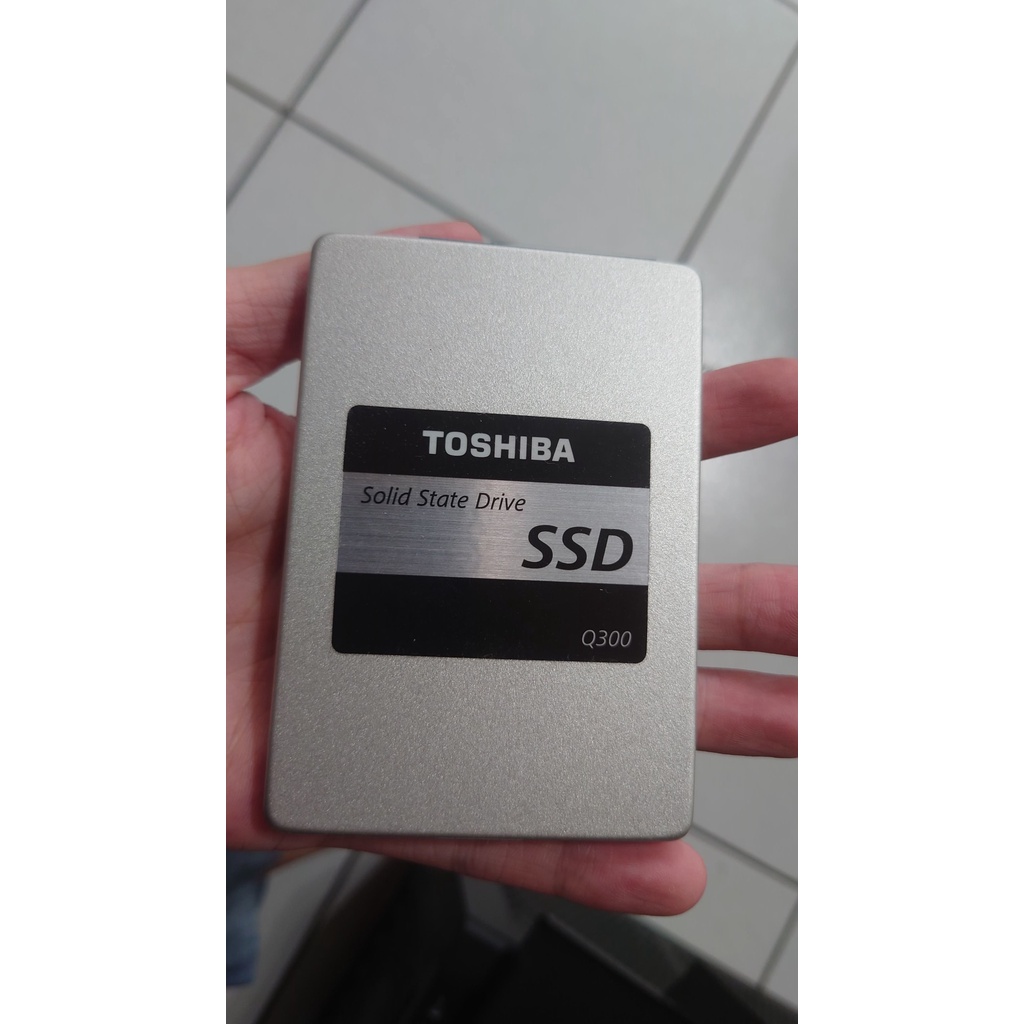 TOSHIBA
Solid State Drive
SSD
Q300